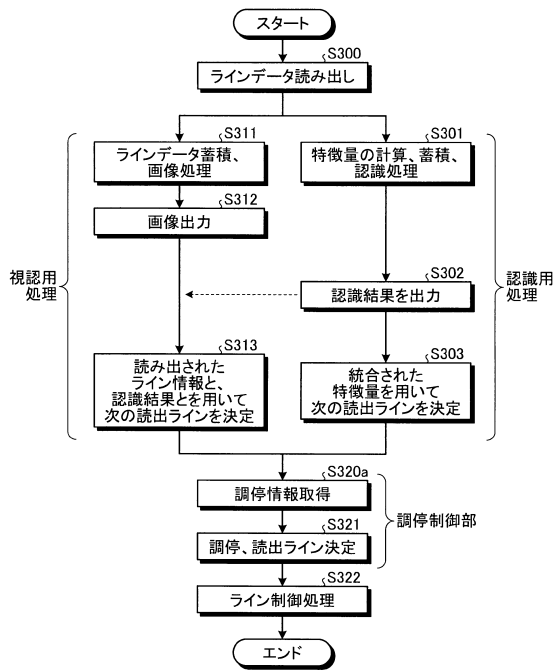 スタート
S300
ラインデータ読み出し
S311
ラインデータ蓄積、
画像処理
S301
特徴量の計算、蓄積、
認識処理
S312
画像出力
視認用
処理
認識用
処理
S302
認識結果を出力
S313
読み出された
ライン情報と、
認識結果とを用いて
次の読出ラインを決定
S303
統合された
特徴量を用いて
次の読出ラインを決定
S320a
調停情報取得
調停制御部
S321
調停、読出ライン決定
S322
ライン制御処理
エンド